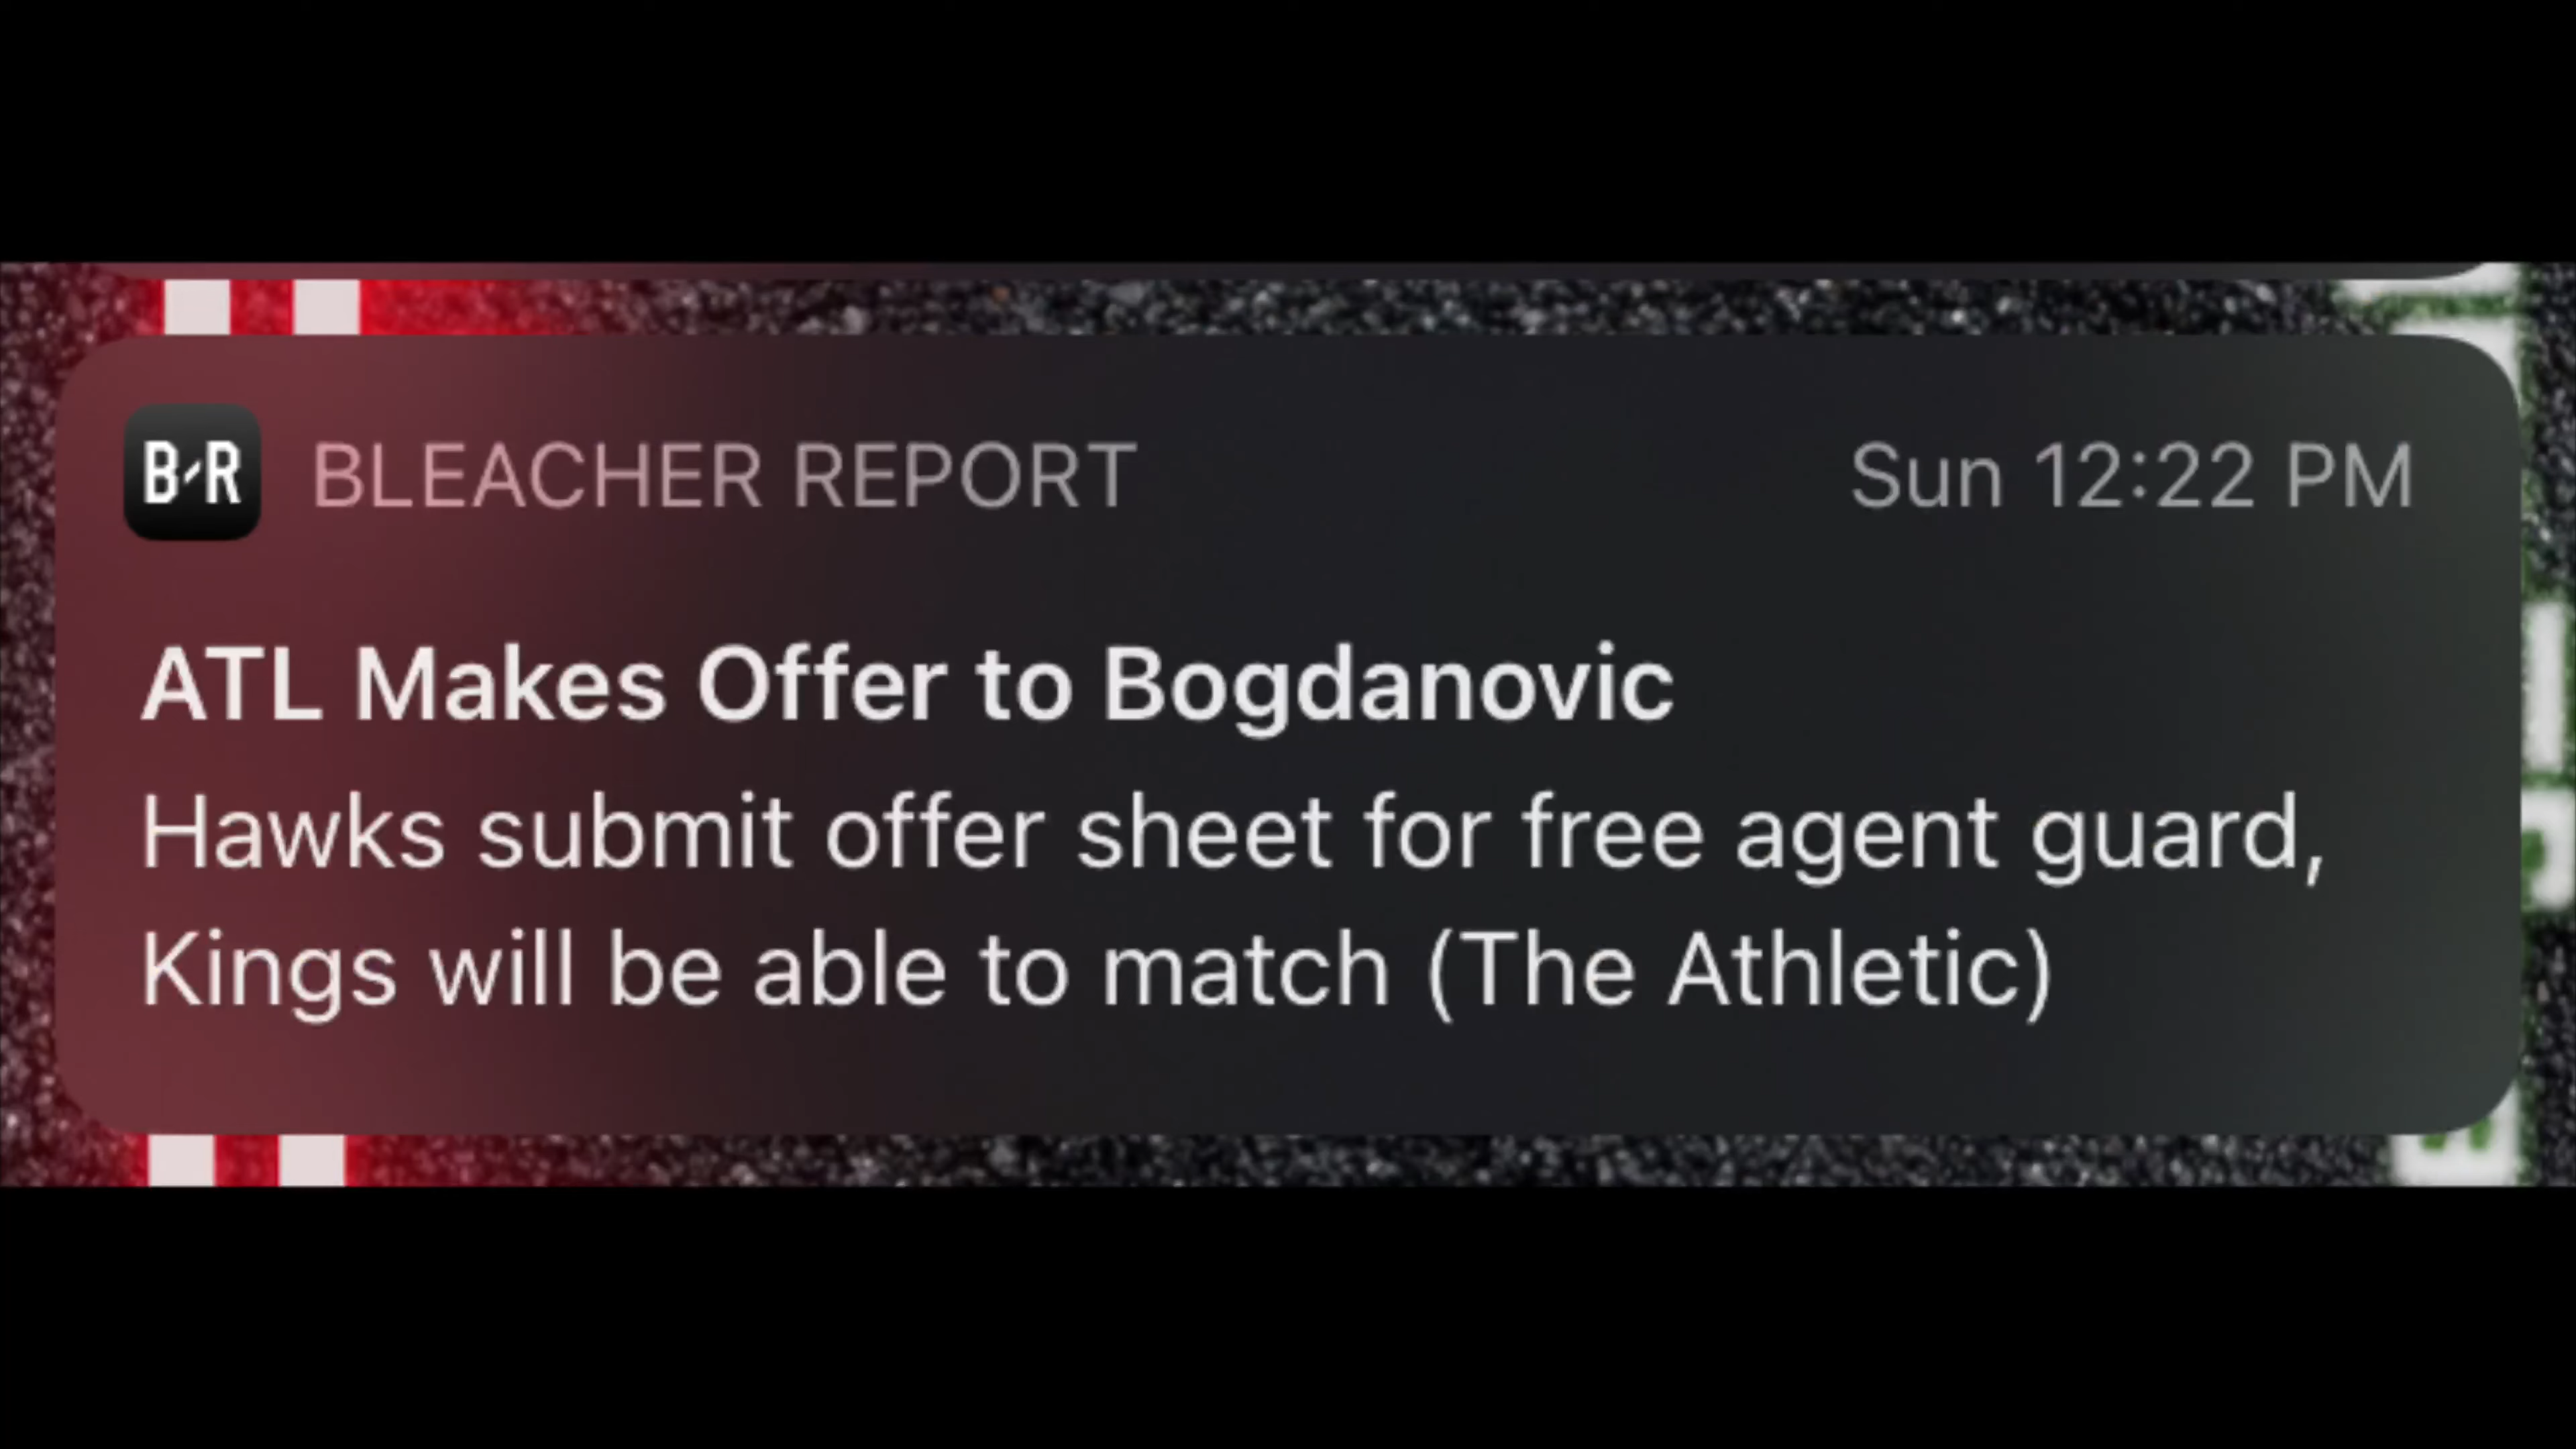 B/R BLEACHER REPORT Sun 12:22 PM
ATL Makes Offer to Bogdanovic
Hawks submit offer sheet for free agent guard,
Kings will be able to match (The Athletic)